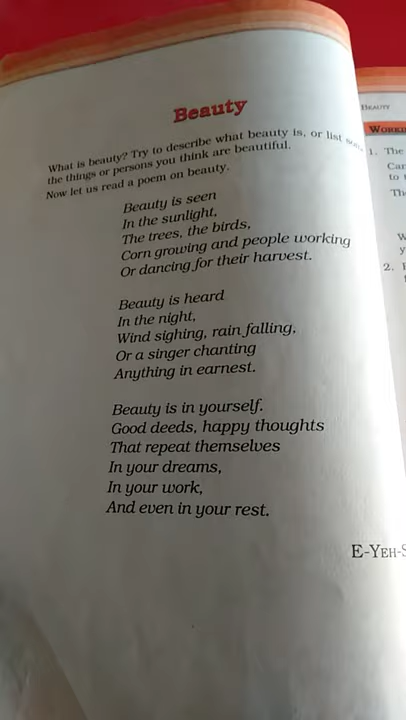 Beauty
What is beauty? Try to describe what beauty is, or list
the things or persons you think are beautiful.
Now let us read a poem on beauty.
Beauty is seen
In the sunlight,
The trees, the birds,
Corn growing and people working
Or dancing for their harvest.
Beauty is heard
In the night,
Wind sighing, rain falling,
Or a singer chanting
Anything in earnest.
Beauty is in yourself.
Good deeds, happy thoughts
That repeat themselves
In your dreams,
In your work,
And even in your rest.
E-YEH-S
BEAUTY
1. The
2.